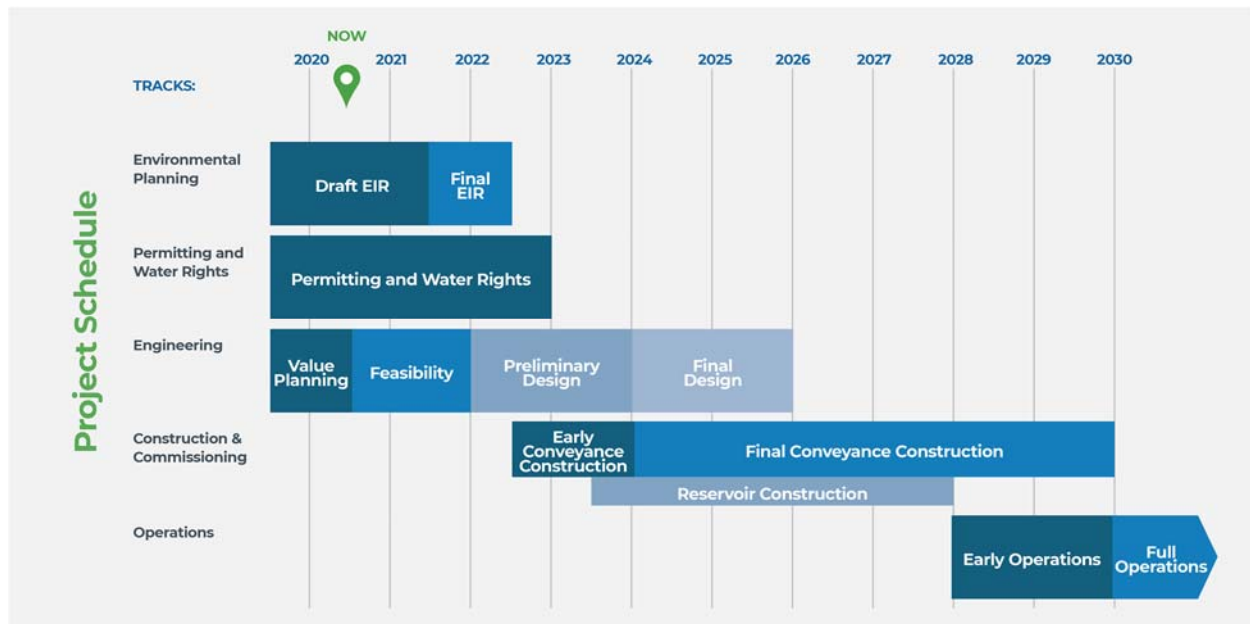 Project Schedule
NOW
2020 2021 2022 2023 2024 2025 2026 2027 2028 2029 2030
TRACKS:
Environmental
Planning
Draft EIR
Final
EIR
Permitting and
Water Rights
Permitting and Water Rights
Engineering
Value
Planning
Feasibility
Preliminary
Design
Final
Design
Construction &
Commissioning
Early
Conveyance
Construction
Final Conveyance Construction
Reservoir Construction
Operations
Early Operations
Full
Operations